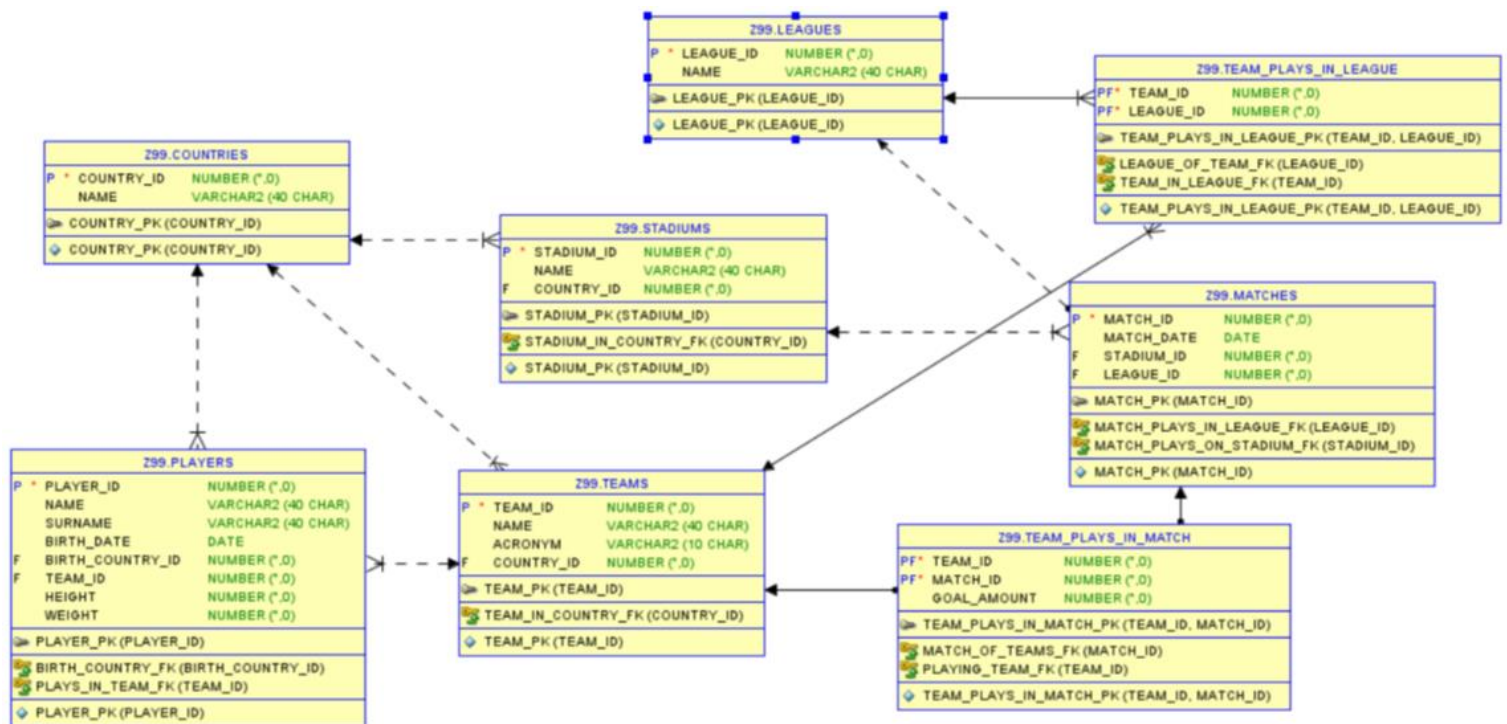 Z99.LEAGUES
P * LEAGUE_ID NUMBER (*,0)
NAME VARCHAR2 (40 CHAR)
LEAGUE_PK (LEAGUE_ID)
LEAGUE_PK (LEAGUE_ID)
Z99.TEAM_PLAYS_IN_LEAGUE
PF* TEAM_ID NUMBER (*,0)
PF* LEAGUE_ID NUMBER (*,0)
TEAM_PLAYS_IN_LEAGUE_PK (TEAM_ID, LEAGUE_ID)
LEAGUE_OF_TEAM_FK (LEAGUE_ID)
TEAM_IN_LEAGUE_FK (TEAM_ID)
TEAM_PLAYS_IN_LEAGUE_PK (TEAM_ID, LEAGUE_ID)
Z99.COUNTRIES
P * COUNTRY_ID NUMBER (*,0)
NAME VARCHAR2 (40 CHAR)
COUNTRY_PK (COUNTRY_ID)
COUNTRY_PK (COUNTRY_ID)
Z99.STADIUMS
P * STADIUM_ID NUMBER (*,0)
NAME VARCHAR2 (40 CHAR)
F COUNTRY_ID NUMBER (*,0)
STADIUM_PK (STADIUM_ID)
STADIUM_IN_COUNTRY_FK (COUNTRY_ID)
STADIUM_PK (STADIUM_ID)
Z99.MATCHES
P * MATCH_ID NUMBER (*,0)
MATCH_DATE DATE
F STADIUM_ID NUMBER (*,0)
F LEAGUE_ID NUMBER (*,0)
MATCH_PK (MATCH_ID)
MATCH_PLAYS_IN_LEAGUE_FK (LEAGUE_ID)
MATCH_PLAYS_ON_STADIUM_FK (STADIUM_ID)
MATCH_PK (MATCH_ID)
Z99.PLAYERS
P * PLAYER_ID NUMBER (*,0)
NAME VARCHAR2 (40 CHAR)
SURNAME VARCHAR2 (40 CHAR)
BIRTH_DATE DATE
F BIRTH_COUNTRY_ID NUMBER (*,0)
F TEAM_ID NUMBER (*,0)
HEIGHT NUMBER (*,0)
WEIGHT NUMBER (*,0)
PLAYER_PK (PLAYER_ID)
BIRTH_COUNTRY_FK (BIRTH_COUNTRY_ID)
PLAYS_IN_TEAM_FK (TEAM_ID)
PLAYER_PK (PLAYER_ID)
Z99.TEAMS
P * TEAM_ID NUMBER (*,0)
NAME VARCHAR2 (40 CHAR)
ACRONYM VARCHAR2 (10 CHAR)
F COUNTRY_ID NUMBER (*,0)
TEAM_PK (TEAM_ID)
TEAM_IN_COUNTRY_FK (COUNTRY_ID)
TEAM_PK (TEAM_ID)
Z99.TEAM_PLAYS_IN_MATCH
PF* TEAM_ID NUMBER (*,0)
PF* MATCH_ID NUMBER (*,0)
GOAL_AMOUNT NUMBER (*,0)
TEAM_PLAYS_IN_MATCH_PK (TEAM_ID, MATCH_ID)
MATCH_OF_TEAMS_FK (MATCH_ID)
PLAYING_TEAM_FK (TEAM_ID)
TEAM_PLAYS_IN_MATCH_PK (TEAM_ID, MATCH_ID)